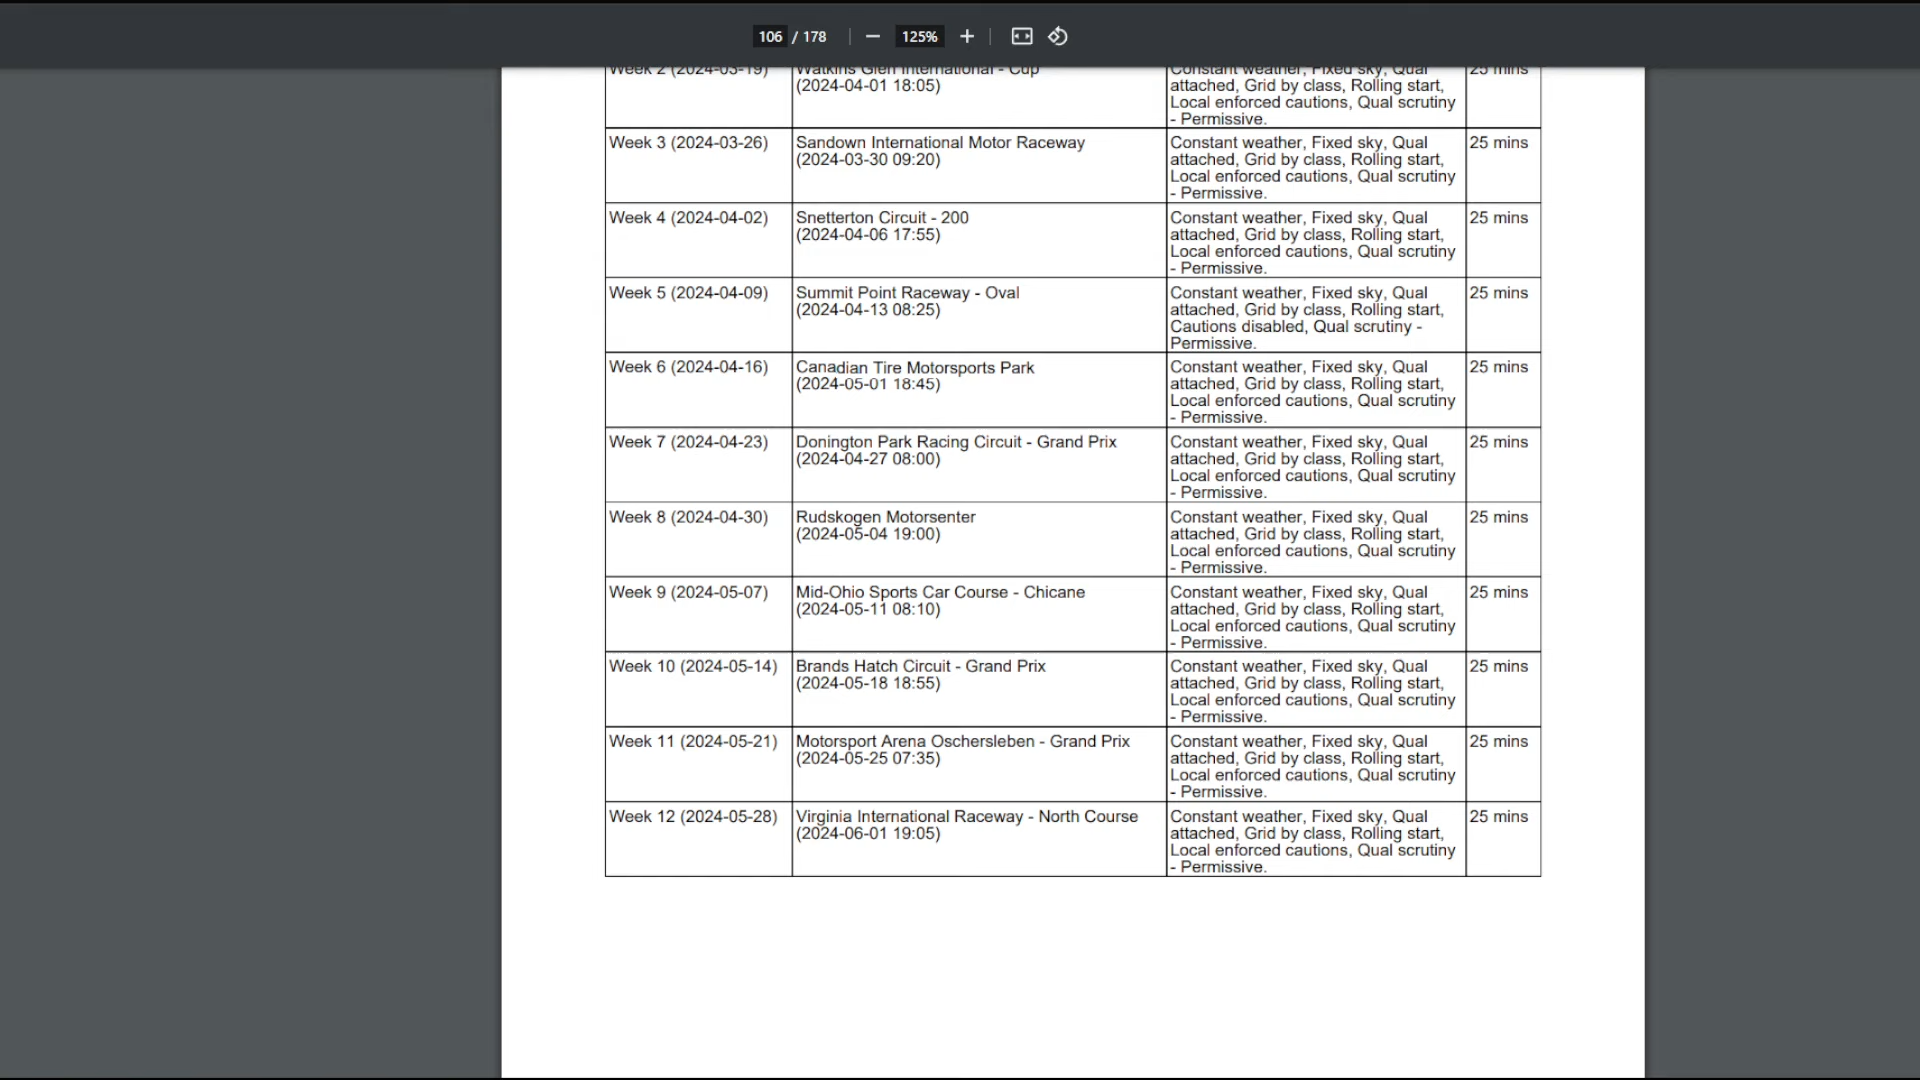 106 / 178
125%
Week 2 (2024-03-19)
Watkins Glen International - Cup
(2024-04-01 18:05)
Constant weather, Fixed sky, Qual
attached, Grid by class, Rolling start,
Local enforced cautions, Qual scrutiny
- Permissive.
25 mins
Week 3 (2024-03-26)
Sandown International Motor Raceway
(2024-03-30 09:20)
Constant weather, Fixed sky, Qual
attached, Grid by class, Rolling start,
Local enforced cautions, Qual scrutiny
- Permissive.
25 mins
Week 4 (2024-04-02)
Snetterton Circuit - 200
(2024-04-06 17:55)
Constant weather, Fixed sky, Qual
attached, Grid by class, Rolling start,
Local enforced cautions, Qual scrutiny
- Permissive.
25 mins
Week 5 (2024-04-09)
Summit Point Raceway - Oval
(2024-04-13 08:25)
Constant weather, Fixed sky, Qual
attached, Grid by class, Rolling start,
Cautions disabled, Qual scrutiny -
Permissive.
25 mins
Week 6 (2024-04-16)
Canadian Tire Motorsports Park
(2024-05-01 18:45)
Constant weather, Fixed sky, Qual
attached, Grid by class, Rolling start,
Local enforced cautions, Qual scrutiny
- Permissive.
25 mins
Week 7 (2024-04-23)
Donington Park Racing Circuit - Grand Prix
(2024-04-27 08:00)
Constant weather, Fixed sky, Qual
attached, Grid by class, Rolling start,
Local enforced cautions, Qual scrutiny
- Permissive.
25 mins
Week 8 (2024-04-30)
Rudskogen Motorsenter
(2024-05-04 19:00)
Constant weather, Fixed sky, Qual
attached, Grid by class, Rolling start,
Local enforced cautions, Qual scrutiny
- Permissive.
25 mins
Week 9 (2024-05-07)
Mid-Ohio Sports Car Course - Chicane
(2024-05-11 08:10)
Constant weather, Fixed sky, Qual
attached, Grid by class, Rolling start,
Local enforced cautions, Qual scrutiny
- Permissive.
25 mins
Week 10 (2024-05-14)
Brands Hatch Circuit - Grand Prix
(2024-05-18 18:55)
Constant weather, Fixed sky, Qual
attached, Grid by class, Rolling start,
Local enforced cautions, Qual scrutiny
- Permissive.
25 mins
Week 11 (2024-05-21)
Motorsport Arena Oschersleben - Grand Prix
(2024-05-25 07:35)
Constant weather, Fixed sky, Qual
attached, Grid by class, Rolling start,
Local enforced cautions, Qual scrutiny
- Permissive.
25 mins
Week 12 (2024-05-28)
Virginia International Raceway - North Course
(2024-06-01 19:05)
Constant weather, Fixed sky, Qual
attached, Grid by class, Rolling start,
Local enforced cautions, Qual scrutiny
- Permissive.
25 mins